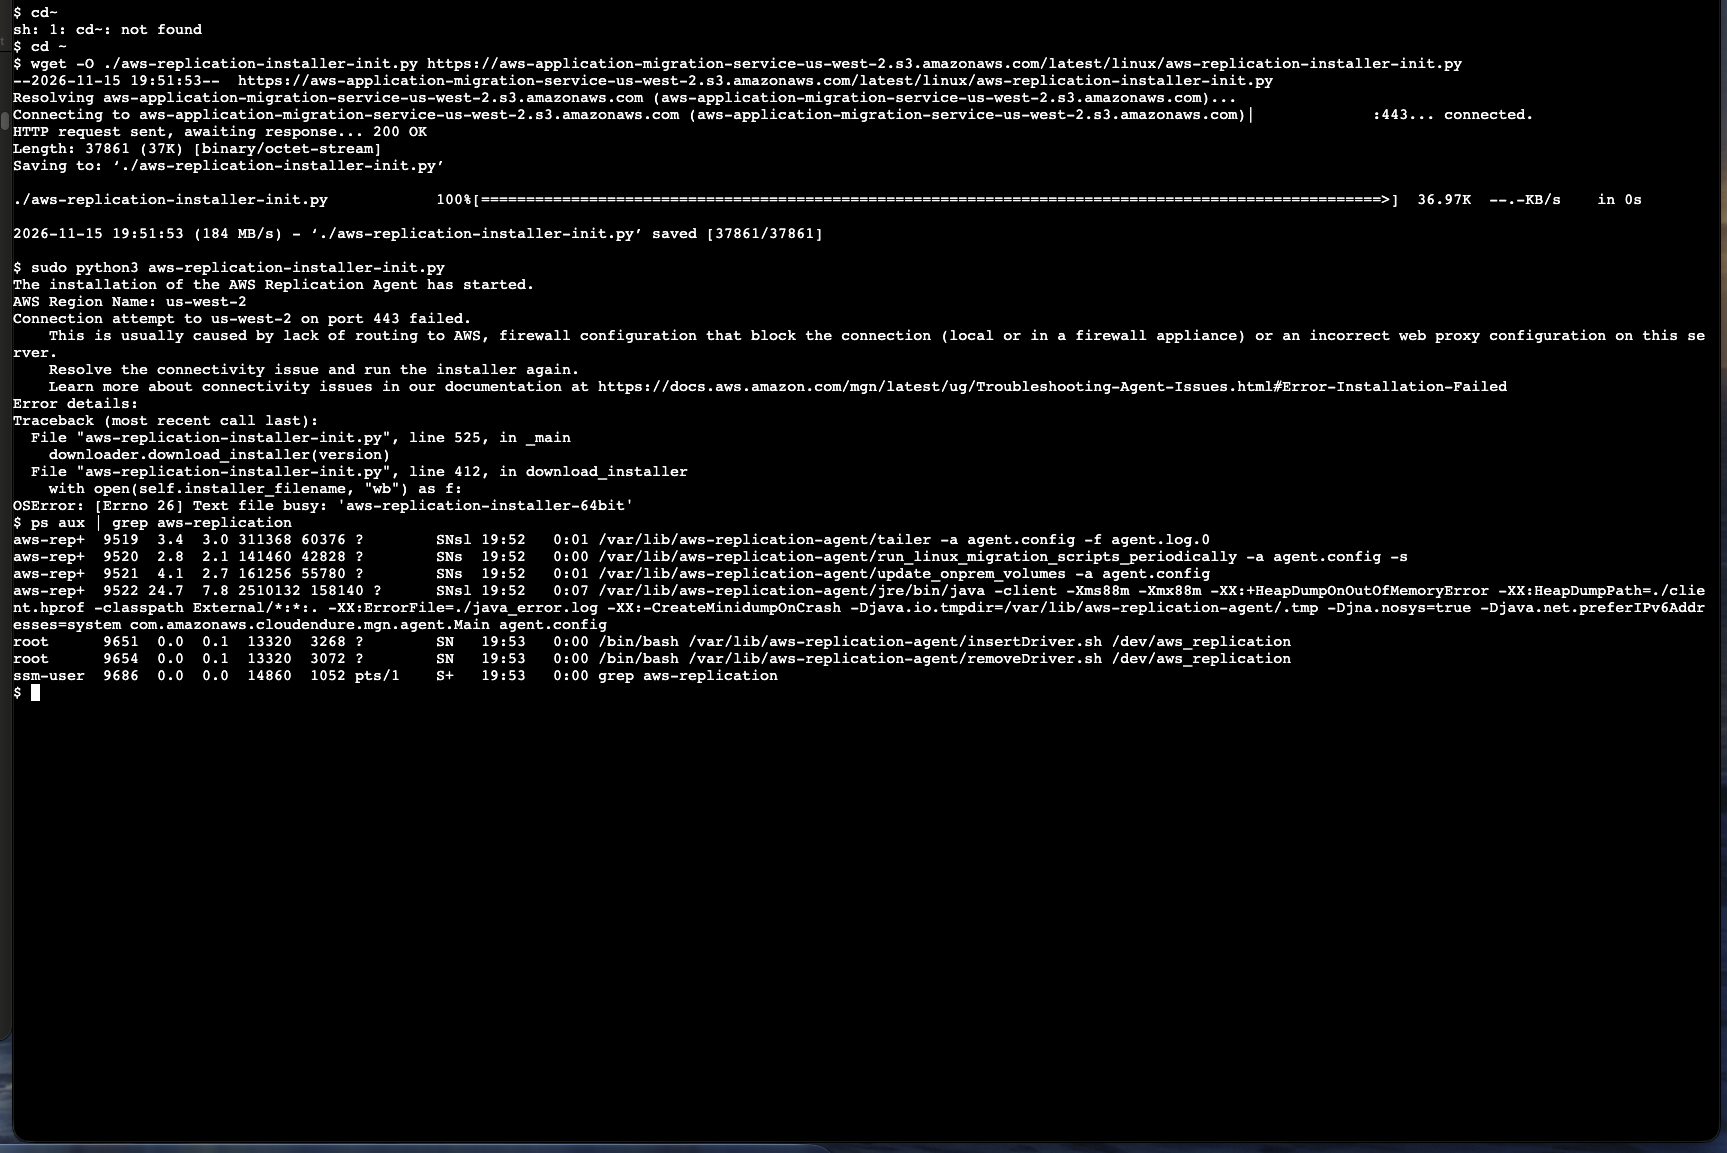 $ cd~
sh: 1: cd~: not found
$ cd ~
$ wget -O ./aws-replication-installer-init.py https://aws-application-migration-service-us-west-2.s3.amazonaws.com/latest/linux/aws-replication-installer-init.py
--2026-11-15 19:51:53--  https://aws-application-migration-service-us-west-2.s3.amazonaws.com/latest/linux/aws-replication-installer-init.py
Resolving aws-application-migration-service-us-west-2.s3.amazonaws.com (aws-application-migration-service-us-west-2.s3.amazonaws.com)...
Connecting to aws-application-migration-service-us-west-2.s3.amazonaws.com (aws-application-migration-service-us-west-2.s3.amazonaws.com)|             :443... connected.
HTTP request sent, awaiting response... 200 OK
Length: 37861 (37K) [binary/octet-stream]
Saving to: ‘./aws-replication-installer-init.py’

./aws-replication-installer-init.py            100%[====================================================================================================>]  36.97K  --.-KB/s    in 0s

2026-11-15 19:51:53 (184 MB/s) - ‘./aws-replication-installer-init.py’ saved [37861/37861]

$ sudo python3 aws-replication-installer-init.py
The installation of the AWS Replication Agent has started.
AWS Region Name: us-west-2
Connection attempt to us-west-2 on port 443 failed.
    This is usually caused by lack of routing to AWS, firewall configuration that block the connection (local or in a firewall appliance) or an incorrect web proxy configuration on this se
rver.
    Resolve the connectivity issue and run the installer again.
    Learn more about connectivity issues in our documentation at https://docs.aws.amazon.com/mgn/latest/ug/Troubleshooting-Agent-Issues.html#Error-Installation-Failed
Error details:
Traceback (most recent call last):
  File "aws-replication-installer-init.py", line 525, in _main
    downloader.download_installer(version)
  File "aws-replication-installer-init.py", line 412, in download_installer
    with open(self.installer_filename, "wb") as f:
OSError: [Errno 26] Text file busy: 'aws-replication-installer-64bit'
$ ps aux | grep aws-replication
aws-rep+  9519  3.4  3.0 311368 60376 ?        SNsl 19:52   0:01 /var/lib/aws-replication-agent/tailer -a agent.config -f agent.log.0
aws-rep+  9520  2.8  2.1 141460 42828 ?        SNs  19:52   0:00 /var/lib/aws-replication-agent/run_linux_migration_scripts_periodically -a agent.config -s
aws-rep+  9521  4.1  2.7 161256 55780 ?        SNs  19:52   0:01 /var/lib/aws-replication-agent/update_onprem_volumes -a agent.config
aws-rep+  9522 24.7  7.8 2510132 158140 ?      SNsl 19:52   0:07 /var/lib/aws-replication-agent/jre/bin/java -client -Xms88m -Xmx88m -XX:+HeapDumpOnOutOfMemoryError -XX:HeapDumpPath=./clie
nt.hprof -classpath External/*:*:. -XX:ErrorFile=./java_error.log -XX:-CreateMinidumpOnCrash -Djava.io.tmpdir=/var/lib/aws-replication-agent/.tmp -Djna.nosys=true -Djava.net.preferIPv6Addr
esses=system com.amazonaws.cloudendure.mgn.agent.Main agent.config
root      9651  0.0  0.1  13320  3268 ?        SN   19:53   0:00 /bin/bash /var/lib/aws-replication-agent/insertDriver.sh /dev/aws_replication
root      9654  0.0  0.1  13320  3072 ?        SN   19:53   0:00 /bin/bash /var/lib/aws-replication-agent/removeDriver.sh /dev/aws_replication
ssm-user  9686  0.0  0.0  14860  1052 pts/1    S+   19:53   0:00 grep aws-replication
$